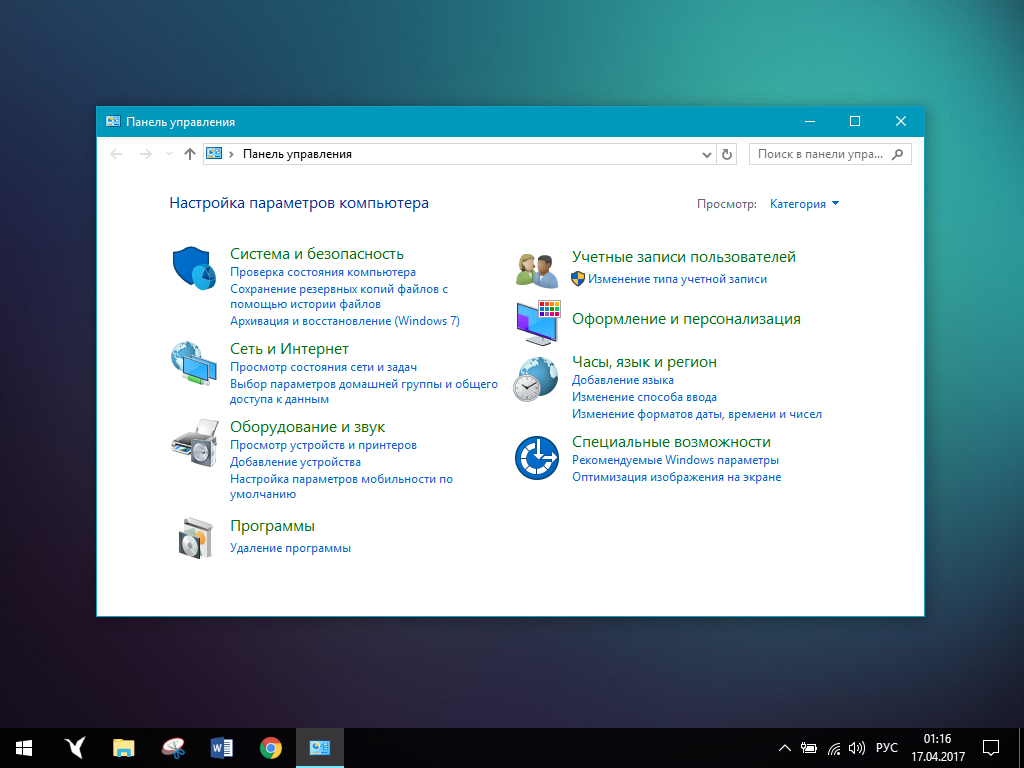 Панель управления
Панель управления
Поиск в панели упра...
Настройка параметров компьютера
Просмотр: Категория
Система и безопасность
Проверка состояния компьютера
Сохранение резервных копий файлов с
помощью истории файлов
Архивация и восстановление (Windows 7)
Сеть и Интернет
Просмотр состояния сети и задач
Выбор параметров домашней группы и общего
доступа к данным
Оборудование и звук
Просмотр устройств и принтеров
Добавление устройства
Настройка параметров мобильности по
умолчанию
Программы
Удаление программы
Учетные записи пользователей
Изменение типа учетной записи
Оформление и персонализация
Часы, язык и регион
Добавление языка
Изменение способа ввода
Изменение форматов даты, времени и чисел
Специальные возможности
Рекомендуемые Windows параметры
Оптимизация изображения на экране
РУС
01:16
17.04.2017